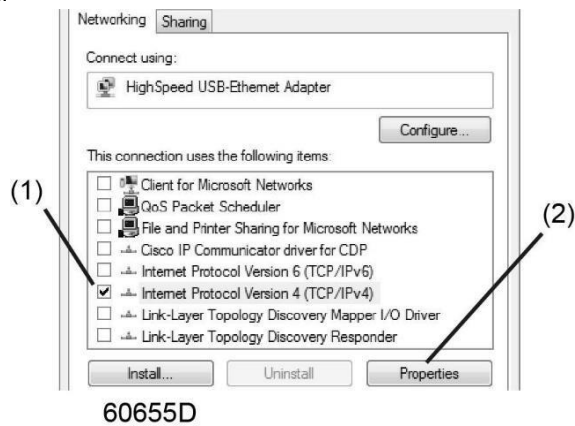 Networking Sharing
Connect using:
HighSpeed USB-Ethernet Adapter
Configure...
This connection uses the following items:
(1)
Client for Microsoft Networks
QoS Packet Scheduler
File and Printer Sharing for Microsoft Networks
(2)
Cisco IP Communicator driver for CDP
Internet Protocol Version 6 (TCP/IPv6)
Internet Protocol Version 4 (TCP/IPv4)
Link-Layer Topology Discovery Mapper I/O Driver
Link-Layer Topology Discovery Responder
Install... Uninstall Properties
60655D